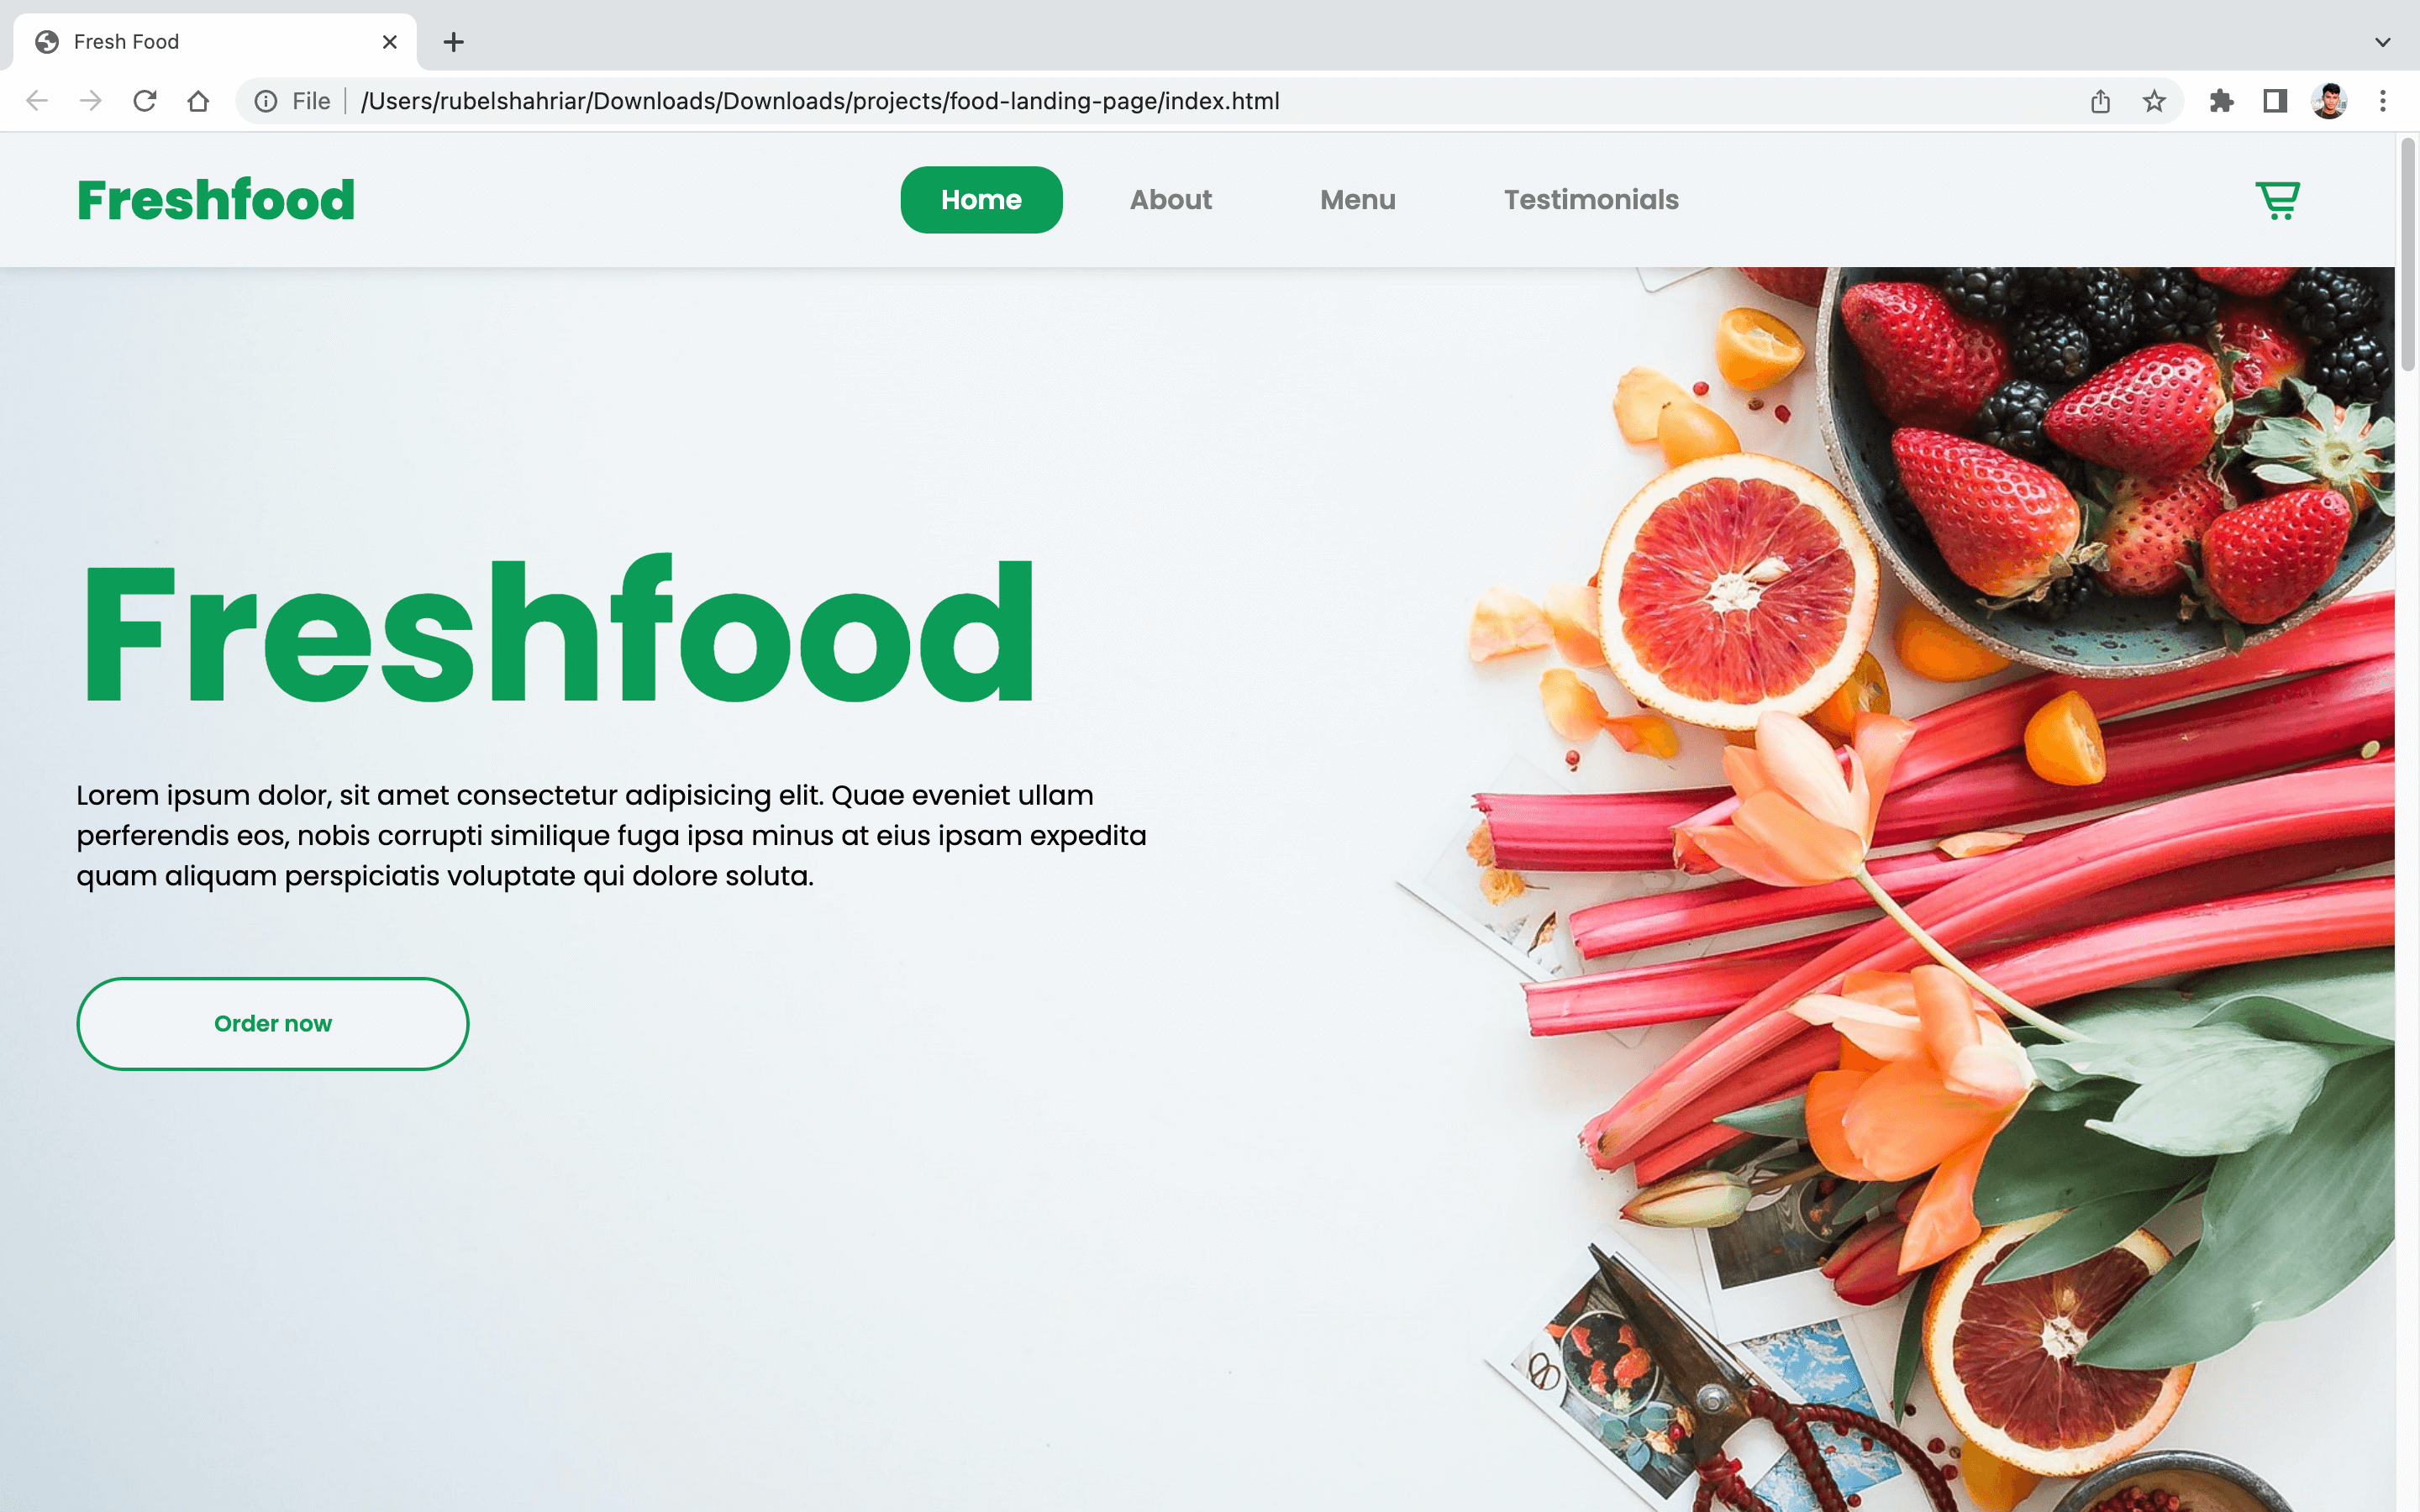 Fresh Food
File /Users/rubelshahriar/Downloads/Downloads/projects/food-landing-page/index.html
Freshfood
Home
About
Menu
Testimonials
Freshfood
Lorem ipsum dolor, sit amet consectetur adipisicing elit. Quae eveniet ullam
perferendis eos, nobis corrupti similique fuga ipsa minus at eius ipsam expedita
quam aliquam perspiciatis voluptate qui dolore soluta.
Order now